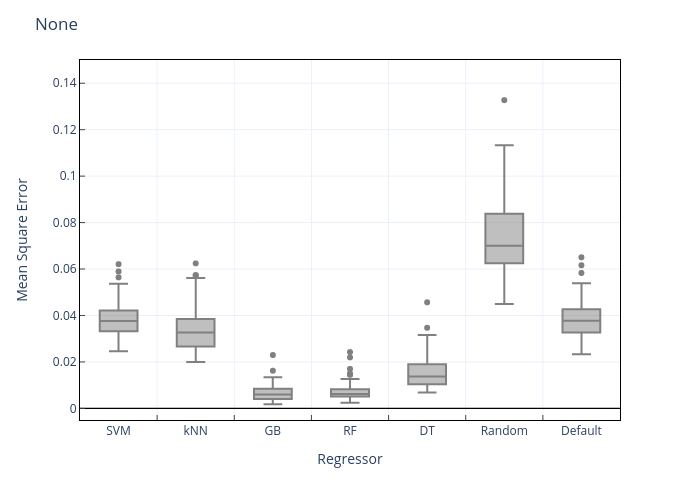 None
0.14
0.12
0.1
0.08
0.06
0.04
0.02
0
Mean Square Error
SVM kNN GB RF DT Random Default
Regressor